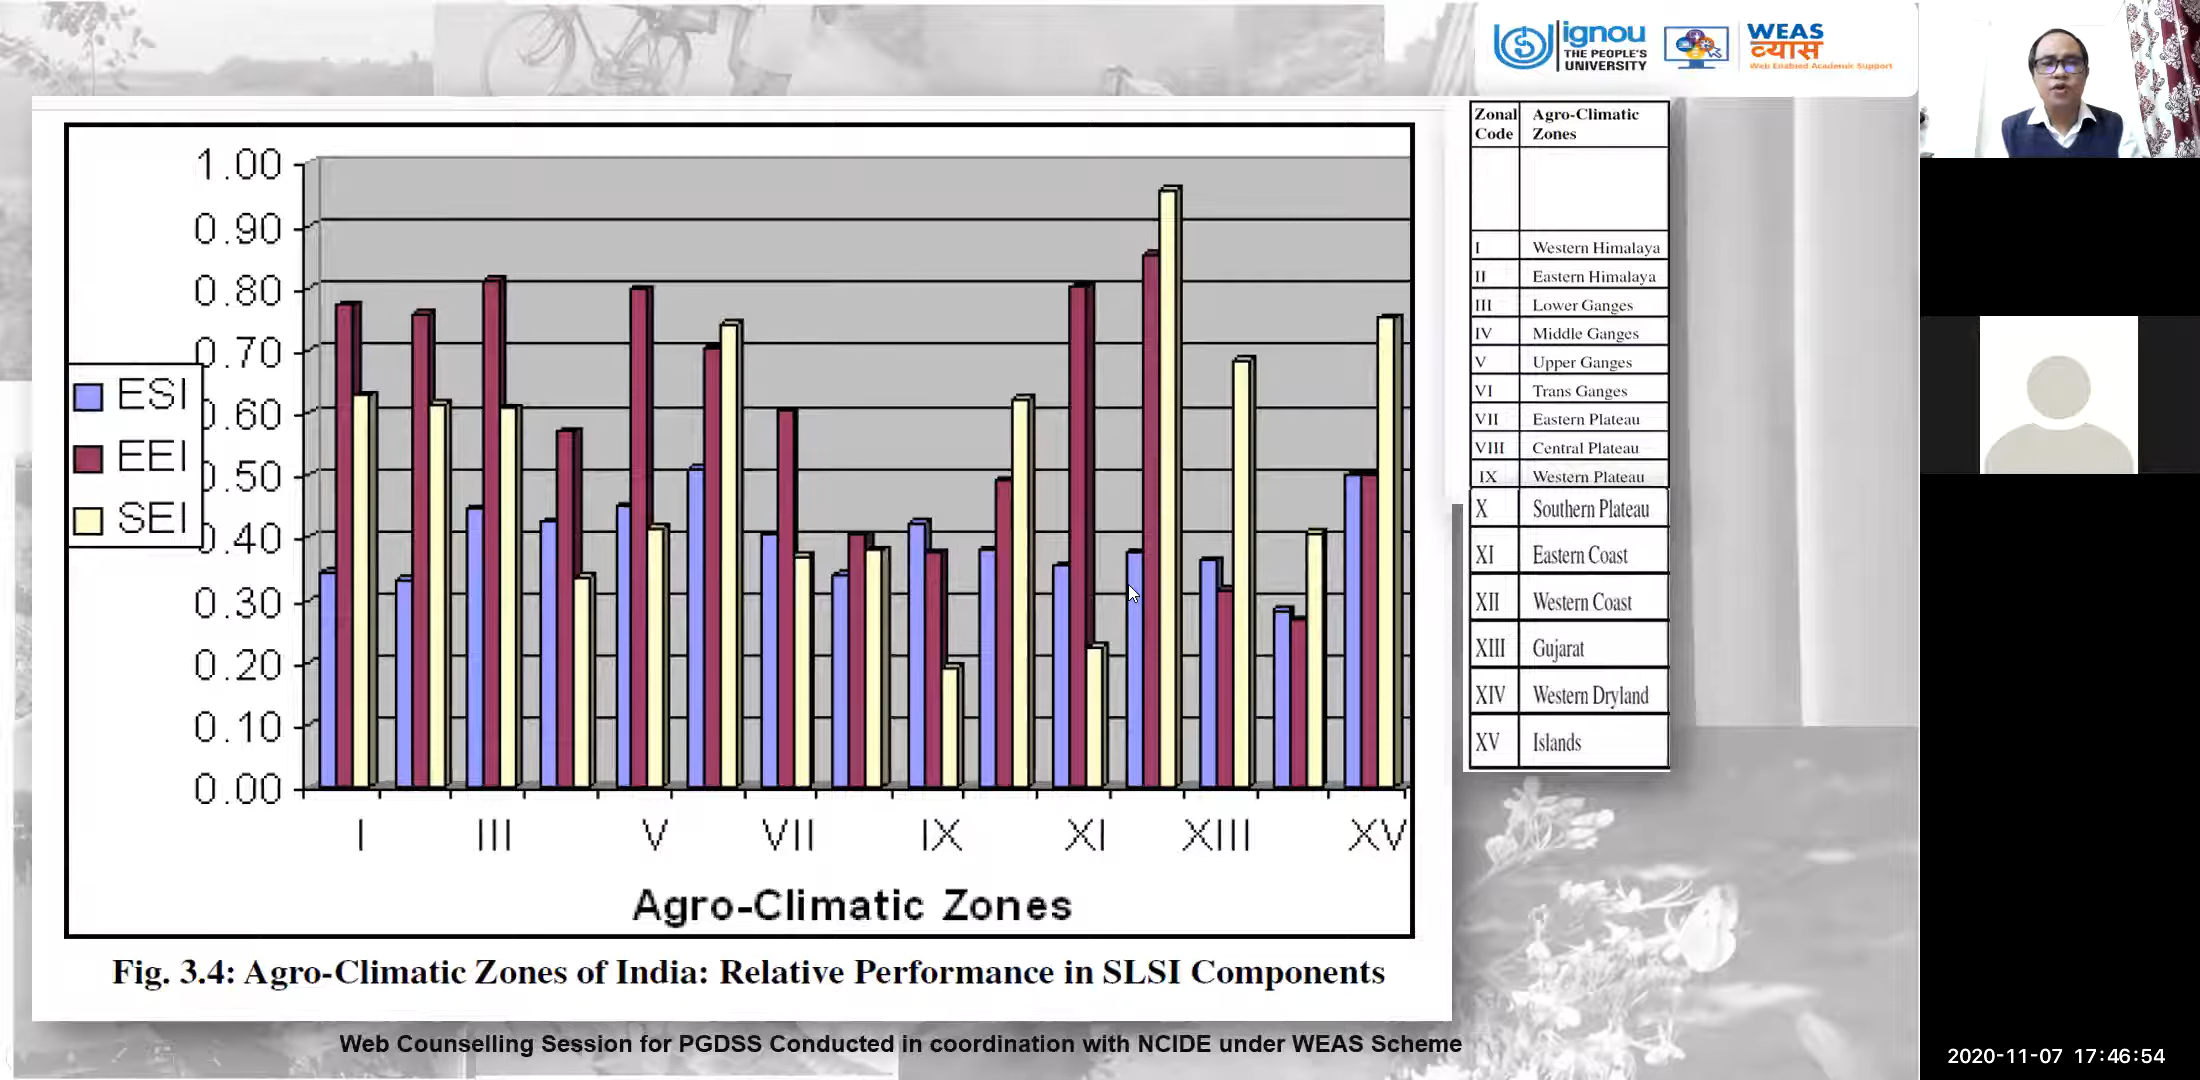 ignou
THE PEOPLE'S
UNIVERSITY
WEAS
व्यास
Web Enabled Academic Support
1.00
0.90
0.80
0.70
0.60
0.50
0.40
0.30
0.20
0.10
0.00
ESI
EEI
SEI
I III V VII IX XI XIII XV
Agro-Climatic Zones
Fig. 3.4: Agro-Climatic Zones of India: Relative Performance in SLSI Components
Zonal Code Agro-Climatic Zones
I Western Himalaya
II Eastern Himalaya
III Lower Ganges
IV Middle Ganges
V Upper Ganges
VI Trans Ganges
VII Eastern Plateau
VIII Central Plateau
IX Western Plateau
X Southern Plateau
XI Eastern Coast
XII Western Coast
XIII Gujarat
XIV Western Dryland
XV Islands
Web Counselling Session for PGDSS Conducted in coordination with NCIDE under WEAS Scheme
2020-11-07 17:46:54